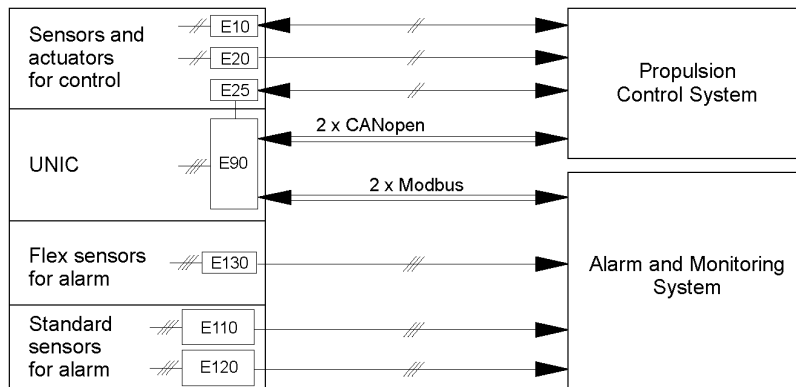 Sensors and
actuators
for control
E10
E20
E25
Propulsion
Control System
2 x CANopen
UNIC
E90
2 x Modbus
Flex sensors
for alarm
E130
Alarm and Monitoring
System
Standard
sensors
for alarm
E110
E120